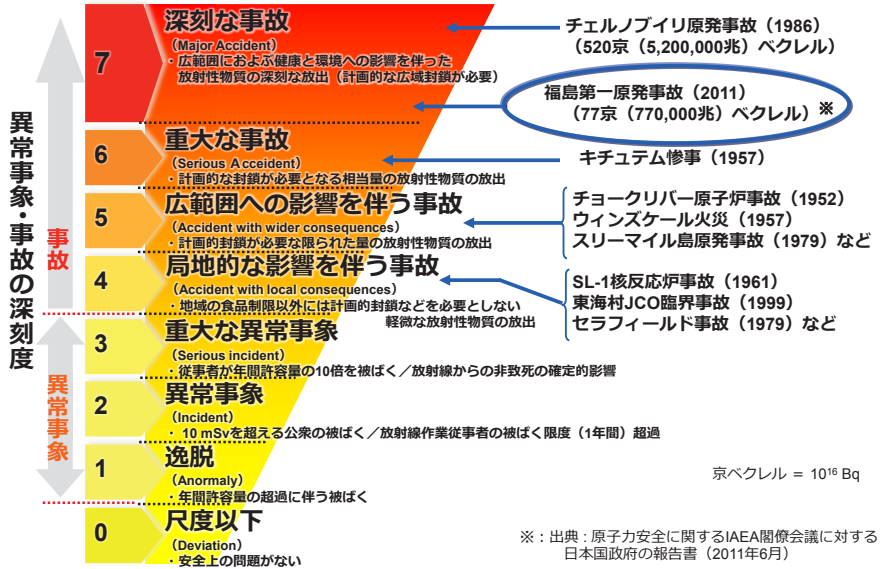 異常事象・事故の深刻度
事故
異常事象
7
深刻な事故
(Major Accident)
・広範囲におよぶ健康と環境への影響を伴った
放射性物質の深刻な放出（計画的な広域封鎖が必要）
チェルノブイリ原発事故（1986）
（520京（5,200,000兆）ベクレル）
福島第一原発事故（2011）
（77京（770,000兆）ベクレル）※
6
重大な事故
(Serious Acceident)
・計画的な封鎖が必要となる相当量の放射性物質の放出
キチュテム惨事（1957）
5
広範囲への影響を伴う事故
(Accident with wider consequences)
・計画的封鎖が必要な限られた量の放射性物質の放出
チョークリバー原子炉事故（1952）
ウィンズケール火災（1957）
スリーマイル島原発事故（1979）など
4
局地的な影響を伴う事故
(Accident with local consequences)
・地域の食品制限以外には計画的封鎖などを必要としない
軽微な放射性物質の放出
SL-1核反応炉事故（1961）
東海村JCO臨界事故（1999）
セラフィールド事故（1979）など
3
重大な異常事象
(Serious incident)
・従事者が年間許容量の10倍を被ばく／放射線からの非致死の確定的影響
2
異常事象
(Incident)
・10 mSvを超える公衆の被ばく／放射線作業従事者の被ばく限度（1年間）超過
1
逸脱
(Anormaly)
・年間許容量の超過に伴う被ばく
京ベクレル = 10¹⁶ Bq
0
尺度以下
(Deviation)
・安全上の問題がない
※：出典：原子力安全に関するIAEA閣僚会議に対する
日本国政府の報告書（2011年6月）